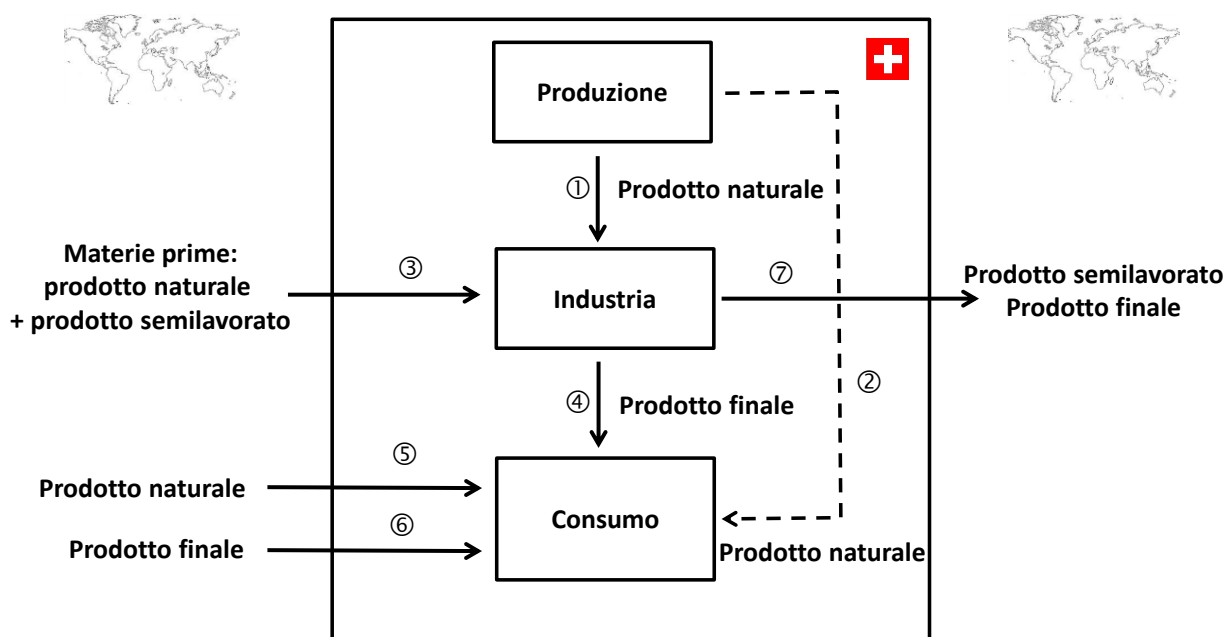 Produzione
①
Prodotto naturale
Materie prime:
prodotto naturale
+ prodotto semilavorato
③
Industria
⑦
Prodotto semilavorato
Prodotto finale
④
Prodotto finale
②
Prodotto naturale
⑤
Prodotto finale
⑥
Consumo
Prodotto naturale